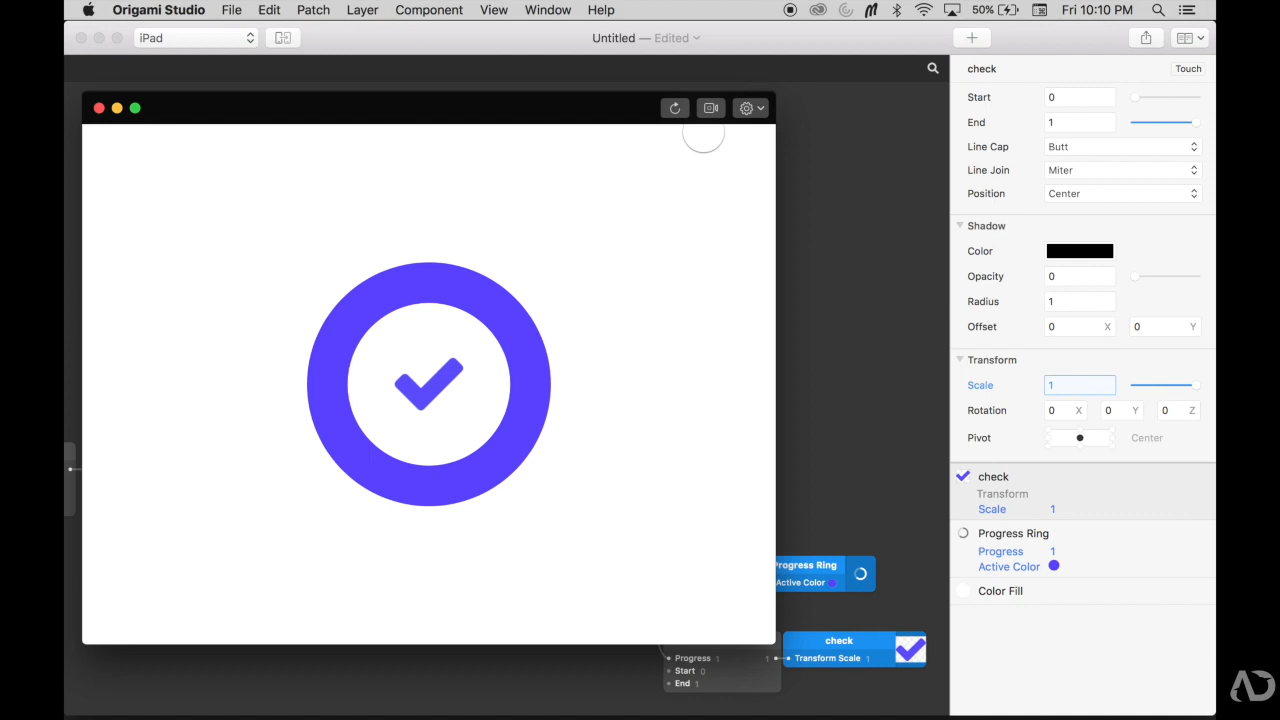 Origami Studio File Edit Patch Layer Component View Window Help 50% Fri 10:10 PM
iPad Untitled — Edited
check Touch
Start 0
End 1
Line Cap Butt
Line Join Miter
Position Center
Shadow
Color
Opacity 0
Radius 1
Offset 0 X 0 Y
Transform
Scale 1
Rotation 0 X 0 Y 0 Z
Pivot Center
check
Transform
Scale 1
Progress Ring
Progress 1
Active Color
Color Fill
Progress Ring
Active Color
check
Progress 1 1 Transform Scale 1
Start 0
End 1